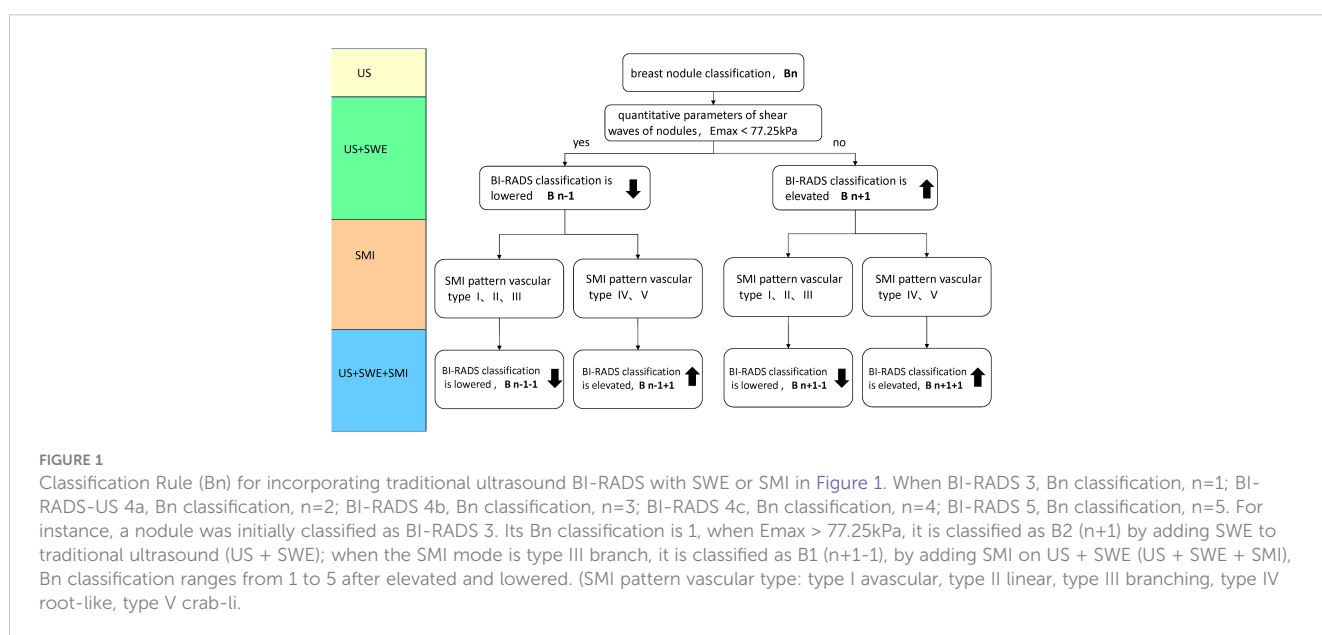 US
breast nodule classification，Bn
quantitative parameters of shear
waves of nodules，Emax < 77.25kPa
yes
no
US+SWE
BI-RADS classification is
lowered B n-1
BI-RADS classification is
elevated B n+1
SMI
SMI pattern vascular
type I、II、III
SMI pattern vascular
type IV、V
SMI pattern vascular
type I、II、III
SMI pattern vascular
type IV、V
US+SWE+SMI
BI-RADS classification
is lowered，B n-1-1
BI-RADS classification
is elevated, B n-1+1
BI-RADS classification
is lowered，B n+1-1
BI-RADS classification
is elevated, B n+1+1
FIGURE 1
Classification Rule (Bn) for incorporating traditional ultrasound BI-RADS with SWE or SMI in Figure 1. When BI-RADS 3, Bn classification, n=1; BI-
RADS-US 4a, Bn classification, n=2; BI-RADS 4b, Bn classification, n=3; BI-RADS 4c, Bn classification, n=4; BI-RADS 5, Bn classification, n=5. For
instance, a nodule was initially classified as BI-RADS 3. Its Bn classification is 1, when Emax > 77.25kPa, it is classified as B2 (n+1) by adding SWE to
traditional ultrasound (US + SWE); when the SMI mode is type III branch, it is classified as B1 (n+1-1), by adding SMI on US + SWE (US + SWE + SMI),
Bn classification ranges from 1 to 5 after elevated and lowered. (SMI pattern vascular type: type I avascular, type II linear, type III branching, type IV
root-like, type V crab-li.